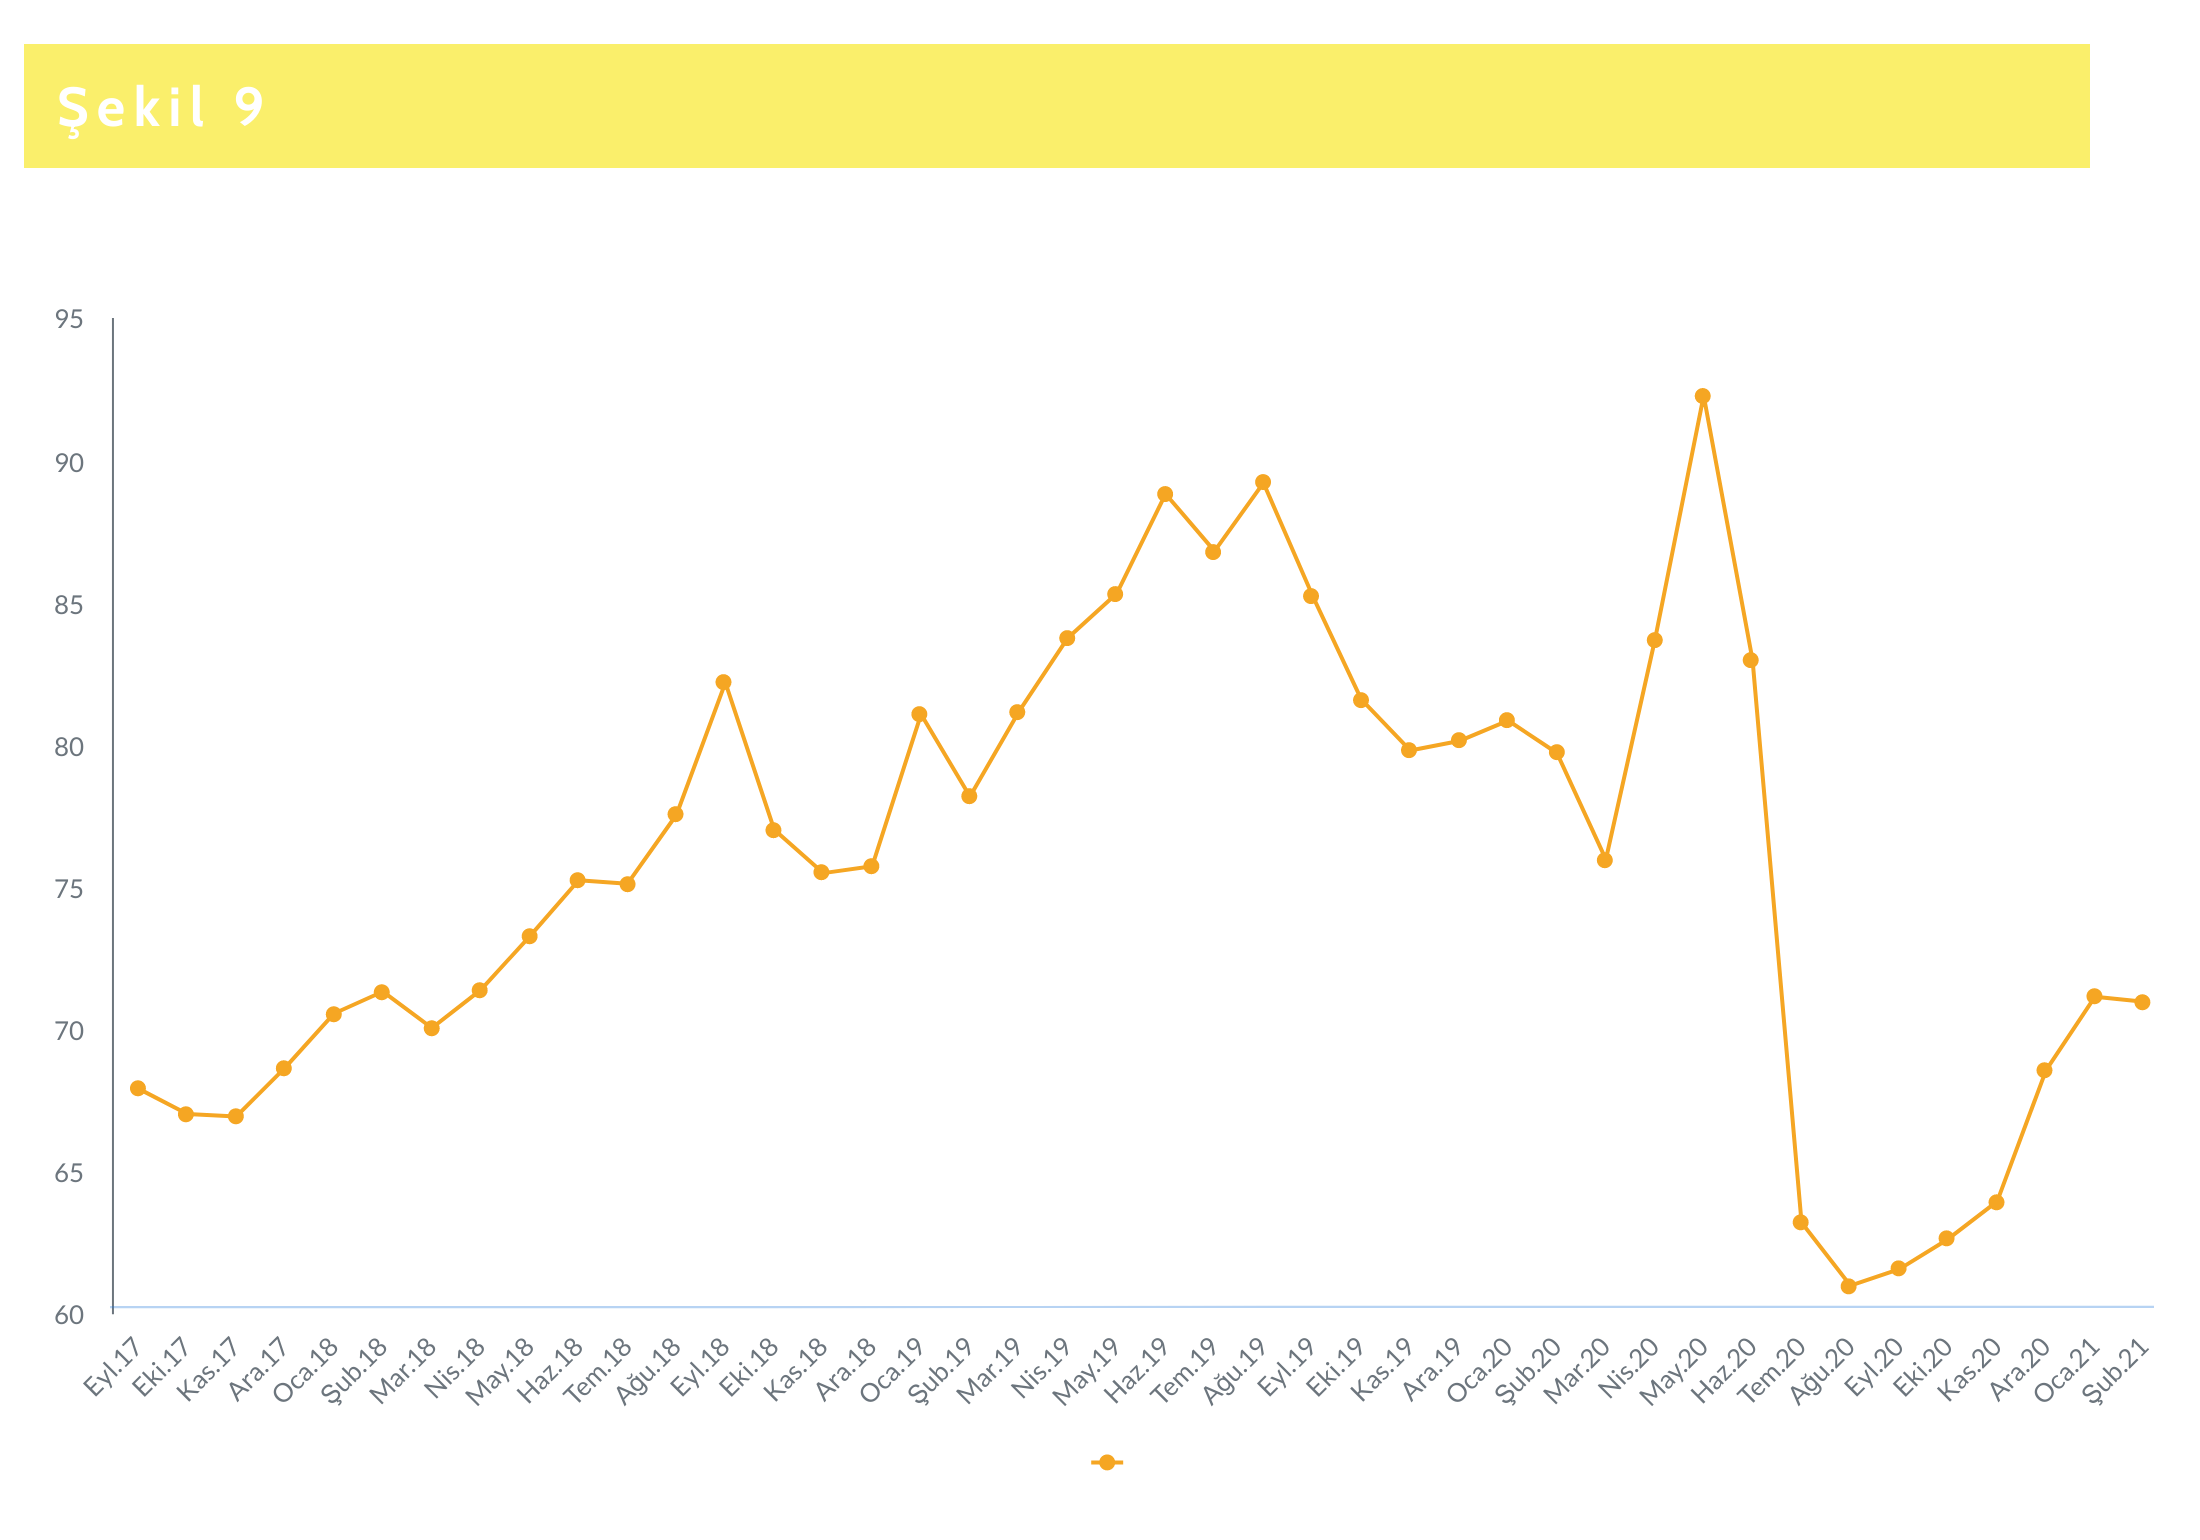 Şekil 9
95
90
85
80
75
70
65
60
Eyl.17
Eki.17
Kas.17
Ara.17
Oca.18
Şub.18
Mar.18
Nis.18
May.18
Haz.18
Tem.18
Ağu.18
Eyl.18
Eki.18
Kas.18
Ara.18
Oca.19
Şub.19
Mar.19
Nis.19
May.19
Haz.19
Tem.19
Ağu.19
Eyl.19
Eki.19
Kas.19
Ara.19
Oca.20
Şub.20
Mar.20
Nis.20
May.20
Haz.20
Tem.20
Ağu.20
Eyl.20
Eki.20
Kas.20
Ara.20
Oca.21
Şub.21